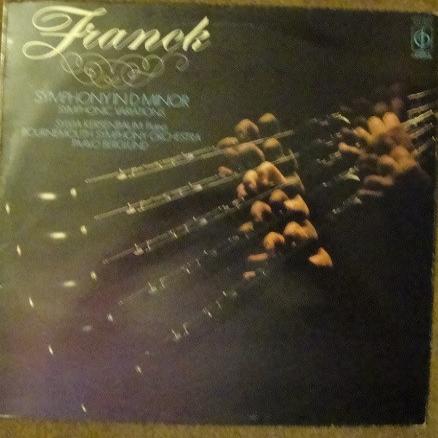 Franck
SYMPHONY IN D MINOR
SYMPHONIC VARIATIONS
SYLVIA KERSENBAUM Piano
BOURNEMOUTH SYMPHONY ORCHESTRA
PAAVO BERGLUND